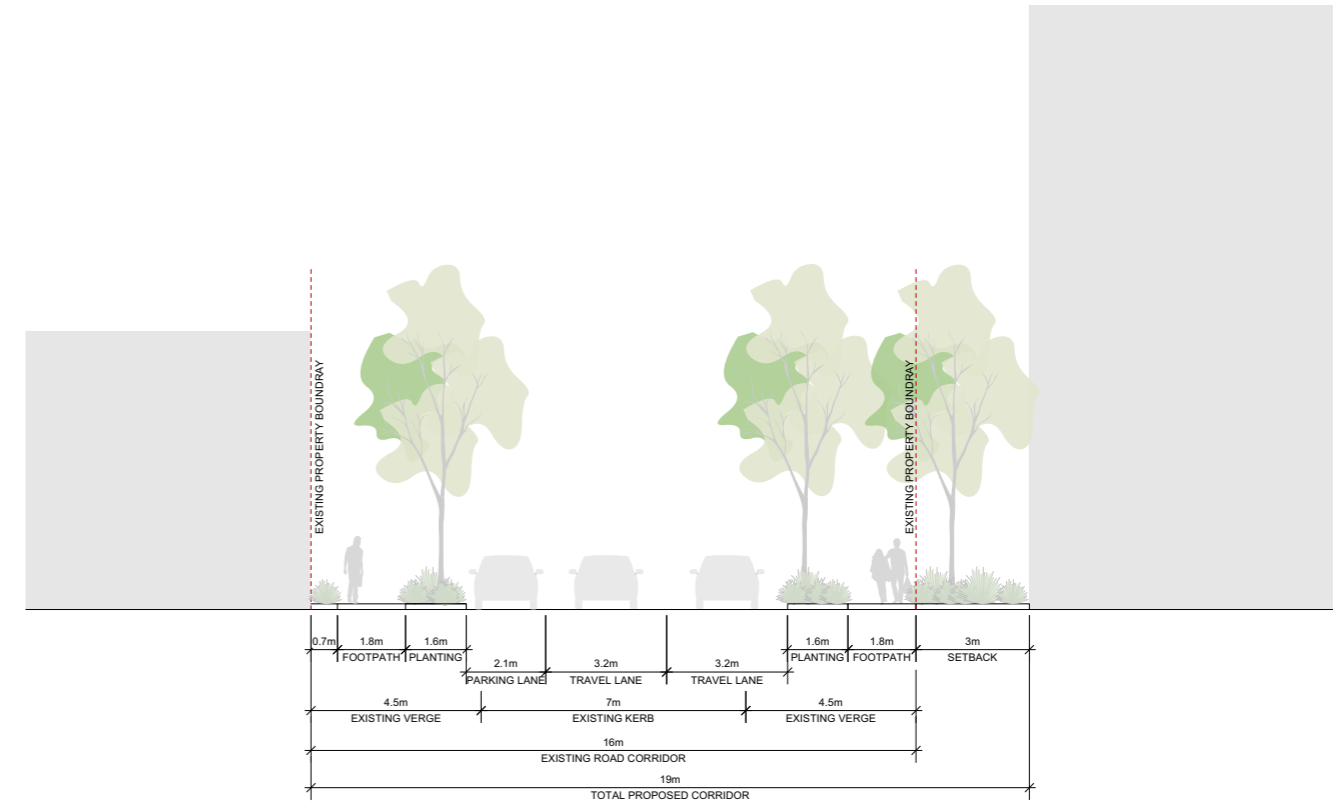 EXISTING PROPERTY BOUNDRAY
EXISTING PROPERTY BOUNDRAY
0.7m
1.8m
1.6m
1.6m
1.8m
3m
FOOTPATH
PLANTING
PLANTING
FOOTPATH
SETBACK
2.1m
3.2m
3.2m
PARKING LANE
TRAVEL LANE
TRAVEL LANE
4.5m
7m
4.5m
EXISTING VERGE
EXISTING KERB
EXISTING VERGE
16m
EXISTING ROAD CORRIDOR
19m
TOTAL PROPOSED CORRIDOR